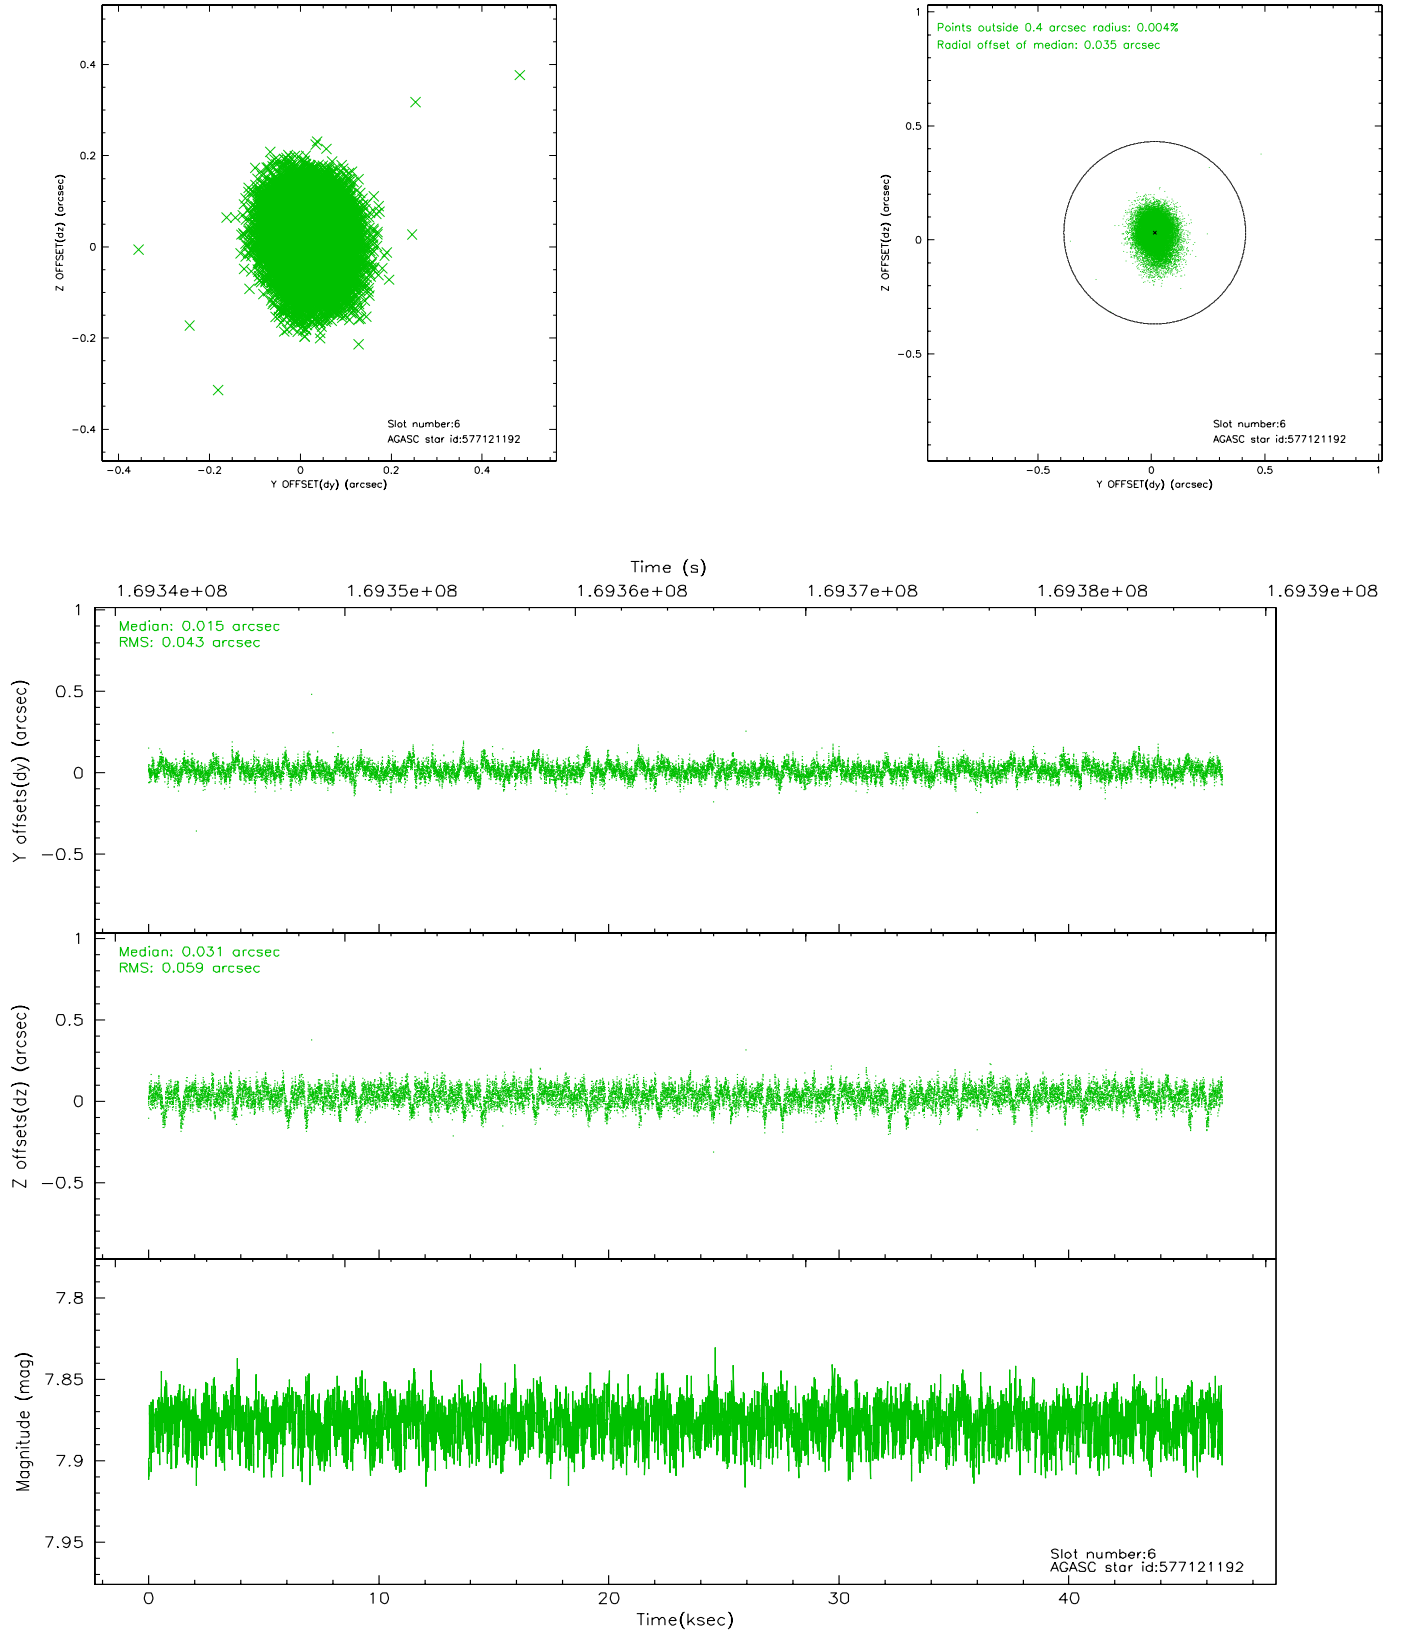 0.4
0.2
0
−0.2
−0.4
Z OFFSET(dz) (arcsec)
Slot number:6
AGASC star id:577121192
−0.4 −0.2 0 0.2 0.4
Y OFFSET(dy) (arcsec)
Points outside 0.4 arcsec radius: 0.004%
Radial offset of median: 0.035 arcsec
1
0.5
0
−0.5
Z OFFSET(dz) (arcsec)
Slot number:6
AGASC star id:577121192
−0.5 0 0.5 1
Y OFFSET(dy) (arcsec)
Time (s)
1.6934e+08 1.6935e+08 1.6936e+08 1.6937e+08 1.6938e+08 1.6939e+08
Median: 0.015 arcsec
RMS: 0.043 arcsec
1
0.5
0
−0.5
Y offsets(dy) (arcsec)
Median: 0.031 arcsec
RMS: 0.059 arcsec
1
0.5
0
−0.5
Z offsets(dz) (arcsec)
7.8
7.85
7.9
7.95
Magnitude (mag)
Slot number:6
AGASC star id:577121192
0 10 20 30 40
Time(ksec)